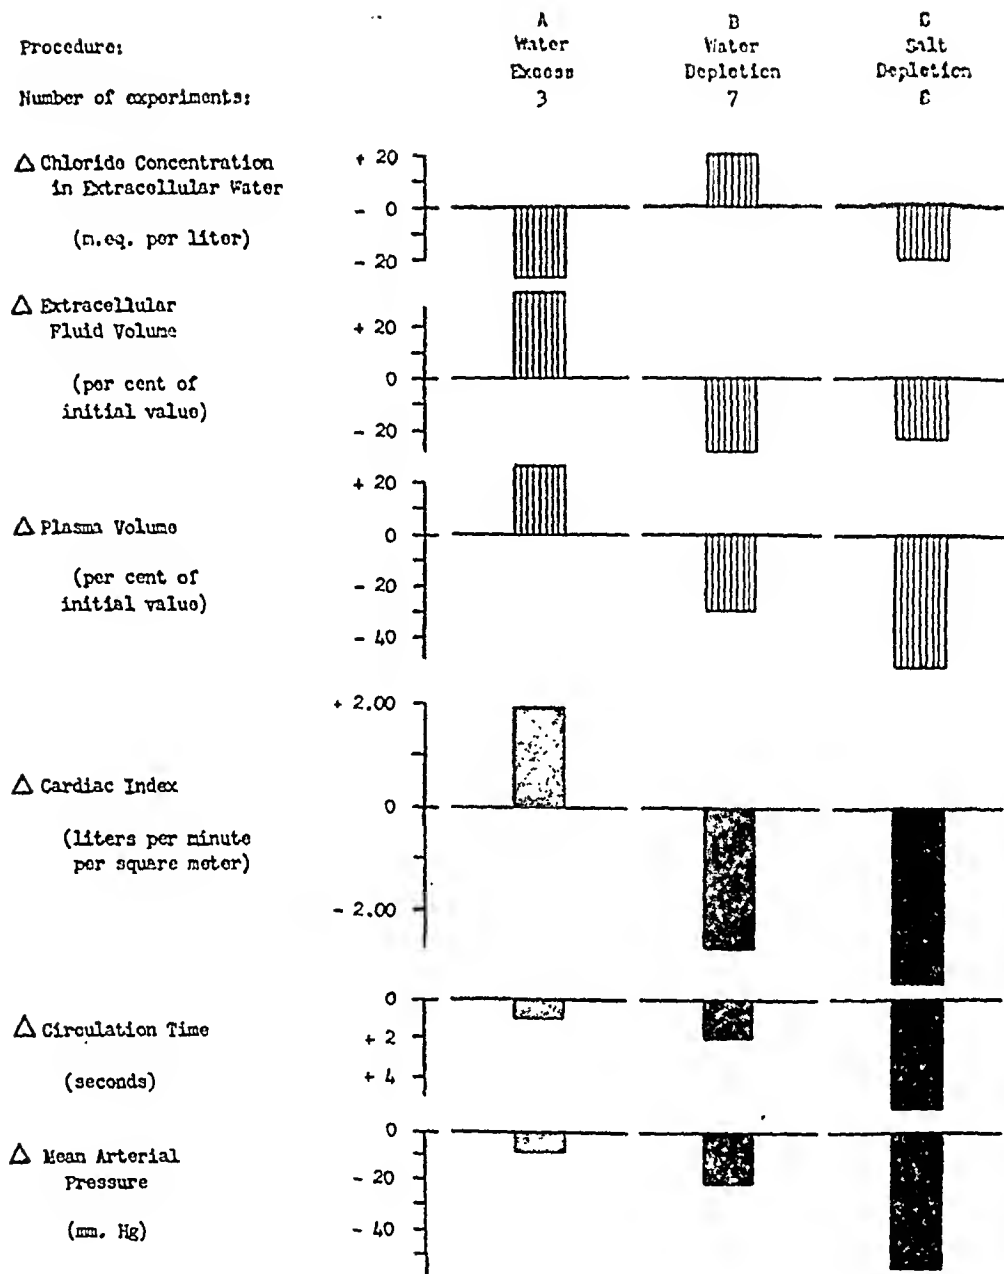 A B C
Procedure: Water Water Salt
Excess Depletion Depletion
Number of experiments: 3 7 8
△ Chloride Concentration
in Extracellular Water
(m.eq. per liter)
+ 20
- 0
- 20
△ Extracellular
Fluid Volume
(per cent of
initial value)
+ 20
0
- 20
△ Plasma Volume
(per cent of
initial value)
+ 20
0
- 20
- 40
△ Cardiac Index
(liters per minute
per square meter)
+ 2.00
0
- 2.00
△ Circulation Time
(seconds)
0
+ 2
+ 4
△ Mean Arterial
Pressure
(mm. Hg)
0
- 20
- 40